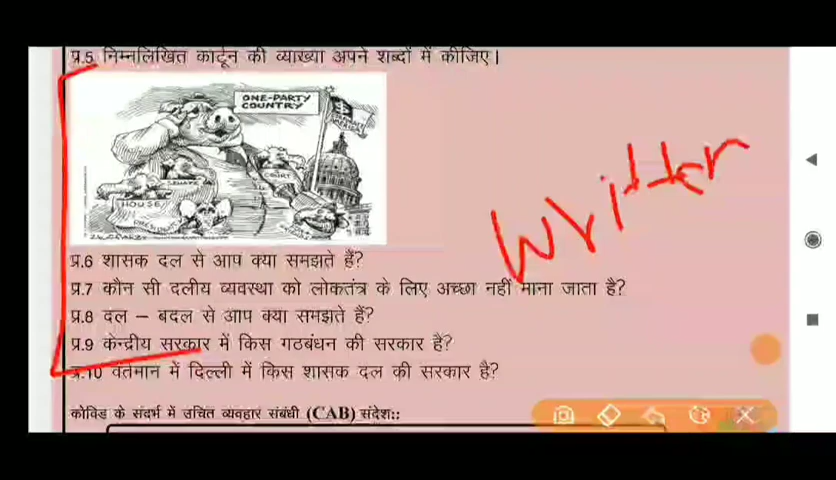 प्र.5 निम्नलिखित कार्टून की व्याख्या अपने शब्दों में कीजिए।
ONE-PARTY
COUNTRY
SENATE
COURT
HOUSE
Written
प्र.6 शासक दल से आप क्या समझते हैं?
प्र.7 कौन सी दलीय व्यवस्था को लोकतंत्र के लिए अच्छा नहीं माना जाता है?
प्र.8 दल – बदल से आप क्या समझते हैं?
प्र.9 केन्द्रीय सरकार में किस गठबंधन की सरकार है?
प्र.10 वर्तमान में दिल्ली में किस शासक दल की सरकार है?
कोविड के संदर्भ में उचित व्यवहार संबंधी (CAB) संदेश::